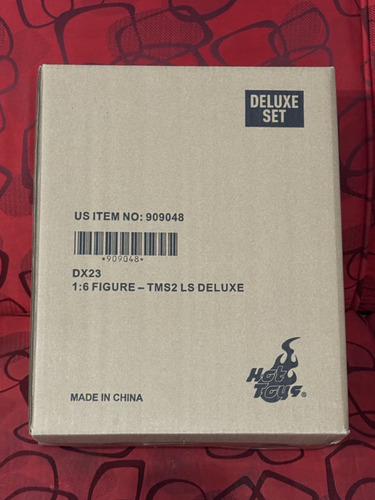 DELUXE
SET
US ITEM NO: 909048
*909048*
DX23
1:6 FIGURE – TMS2 LS DELUXE
Hot
Toys®
MADE IN CHINA